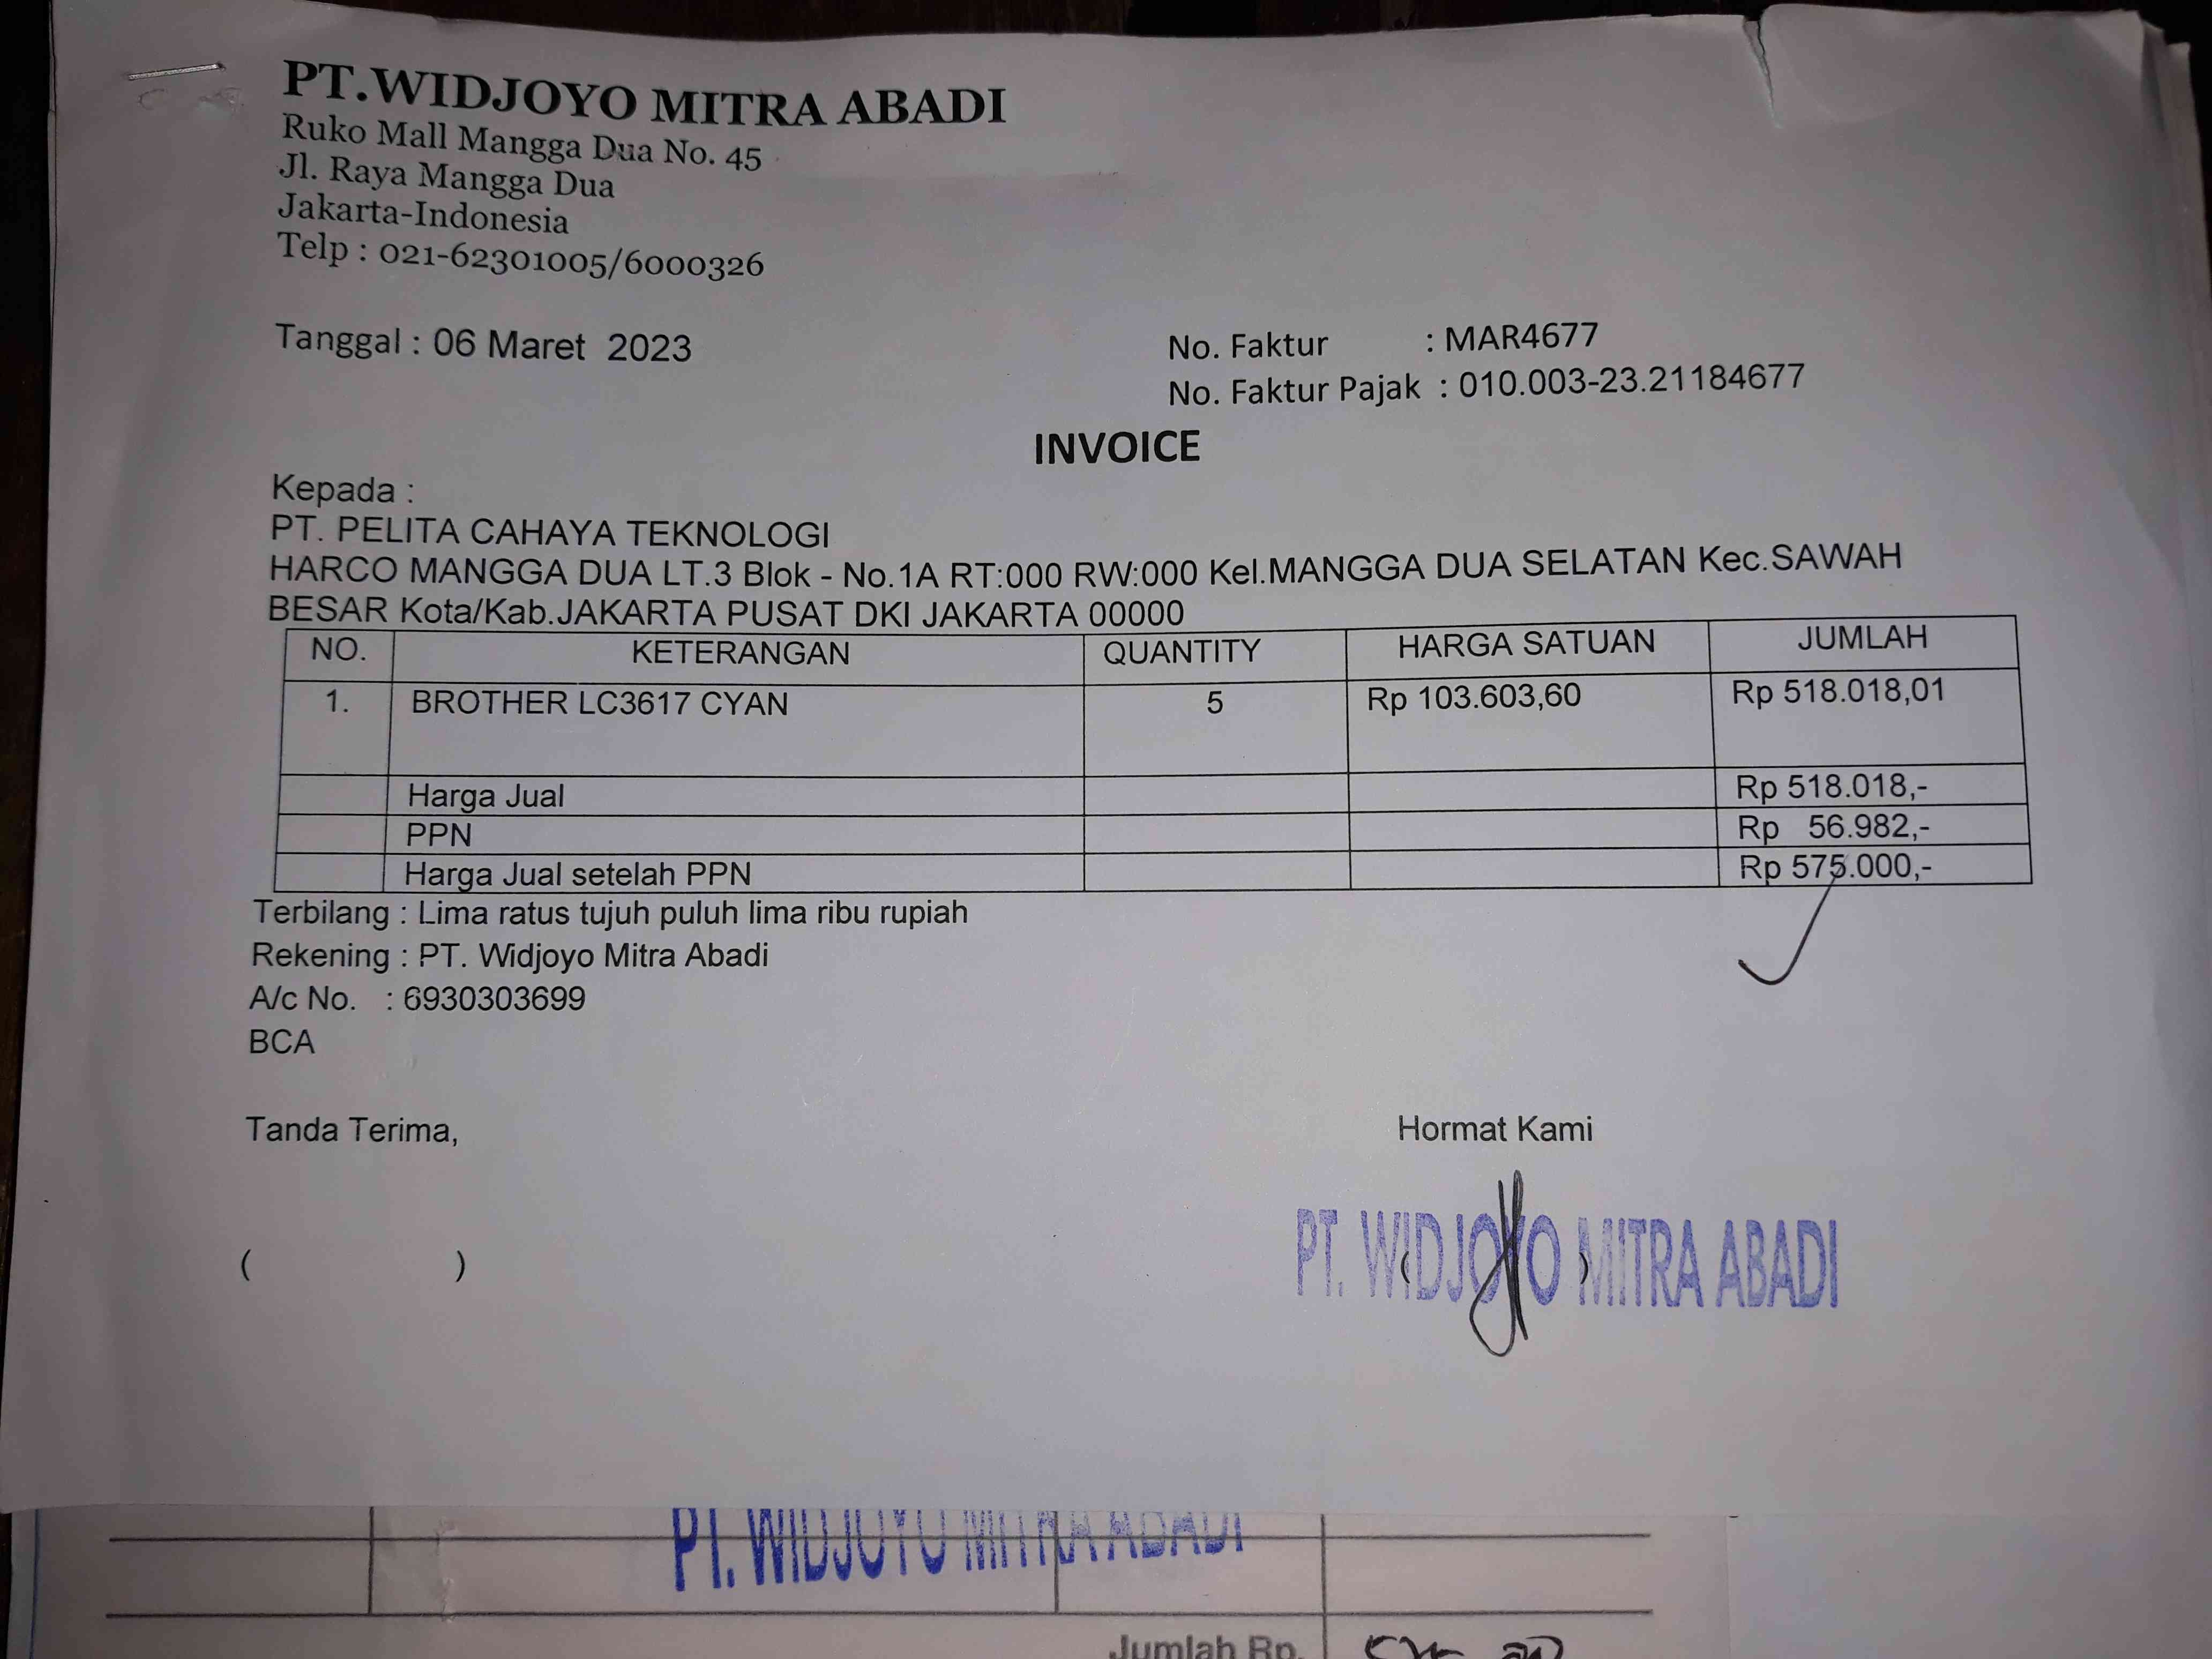 PT.WIDJOYO MITRA ABADI
Ruko Mall Mangga Dua No. 45
Jl. Raya Mangga Dua
Jakarta-Indonesia
Telp : 021-62301005/6000326
Tanggal : 06 Maret 2023
No. Faktur : MAR4677
No. Faktur Pajak : 010.003-23.21184677
INVOICE
Kepada :
PT. PELITA CAHAYA TEKNOLOGI
HARCO MANGGA DUA LT.3 Blok - No.1A RT:000 RW:000 Kel.MANGGA DUA SELATAN Kec.SAWAH
BESAR Kota/Kab.JAKARTA PUSAT DKI JAKARTA 00000
NO. KETERANGAN QUANTITY HARGA SATUAN JUMLAH
1. BROTHER LC3617 CYAN 5 Rp 103.603,60 Rp 518.018,01
Harga Jual Rp 518.018,-
PPN Rp 56.982,-
Harga Jual setelah PPN Rp 575.000,-
Terbilang : Lima ratus tujuh puluh lima ribu rupiah
Rekening : PT. Widjoyo Mitra Abadi
A/c No. : 6930303699
BCA
Tanda Terima,
Hormat Kami
( )
PT. WIDJOYO MITRA ABADI
( )
PT. WIDJOYO MITRA ABADI
Jumlah Rp.